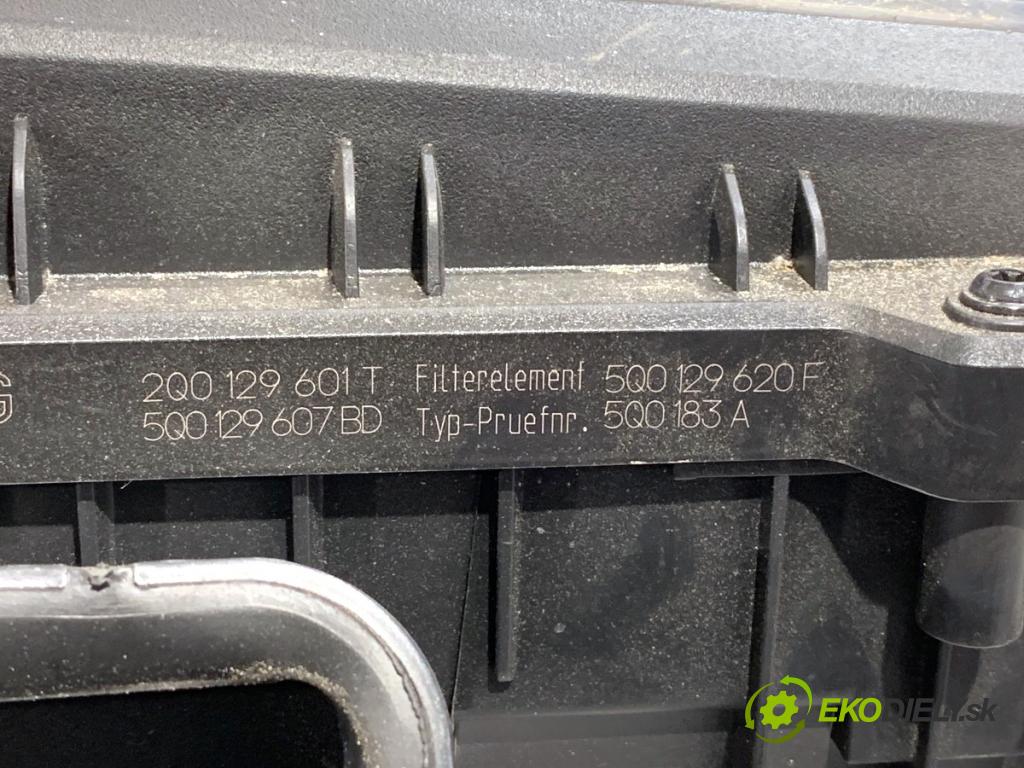 2Q0 129 601 T Filterelement 5Q0 129 620 F
5Q0 129 607 BD Typ-Pruefnr. 5Q0 183 A
EKODIELY.sk